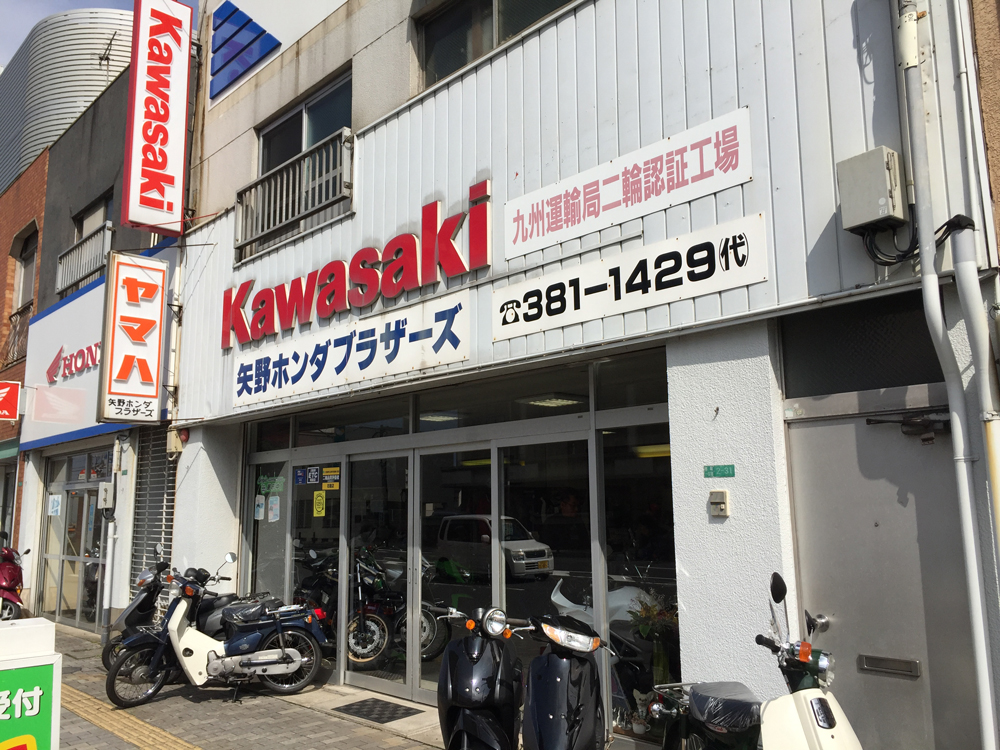 Kawasaki
ヤマハ
矢野ホンダ
ブラザーズ
Kawasaki
矢野ホンダブラザーズ
九州運輸局二輪認証工場
☎381-1429㈹
受付